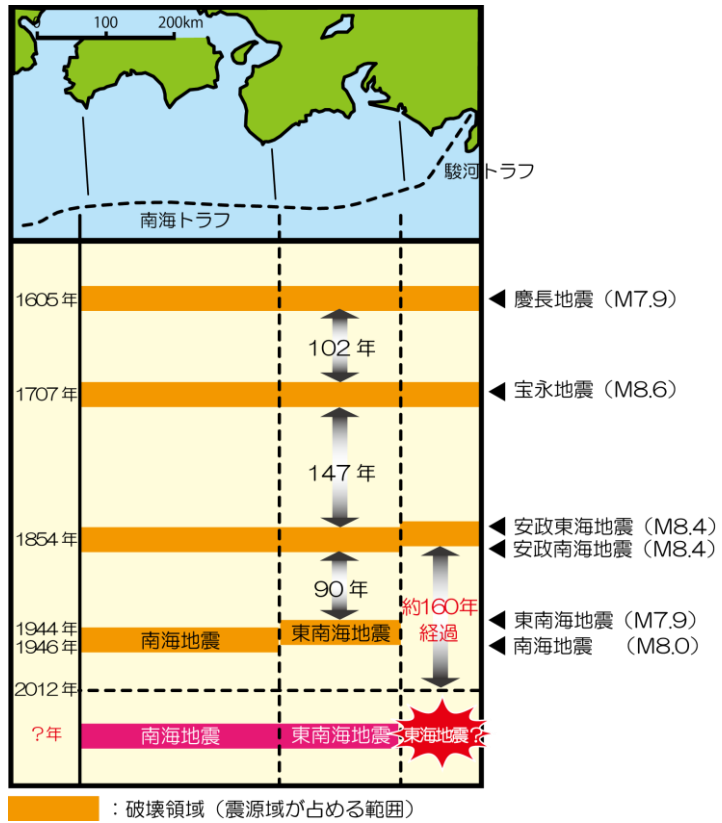 0 100 200km
駿河トラフ
南海トラフ
1605年
慶長地震（M7.9）
102年
1707年
宝永地震（M8.6）
147年
1854年
安政東海地震（M8.4）
安政南海地震（M8.4）
90年
約160年
経過
1944年
1946年
南海地震
東南海地震
東南海地震（M7.9）
南海地震　（M8.0）
2012年
？年
南海地震
東南海地震
東海地震？
：破壊領域（震源域が占める範囲）